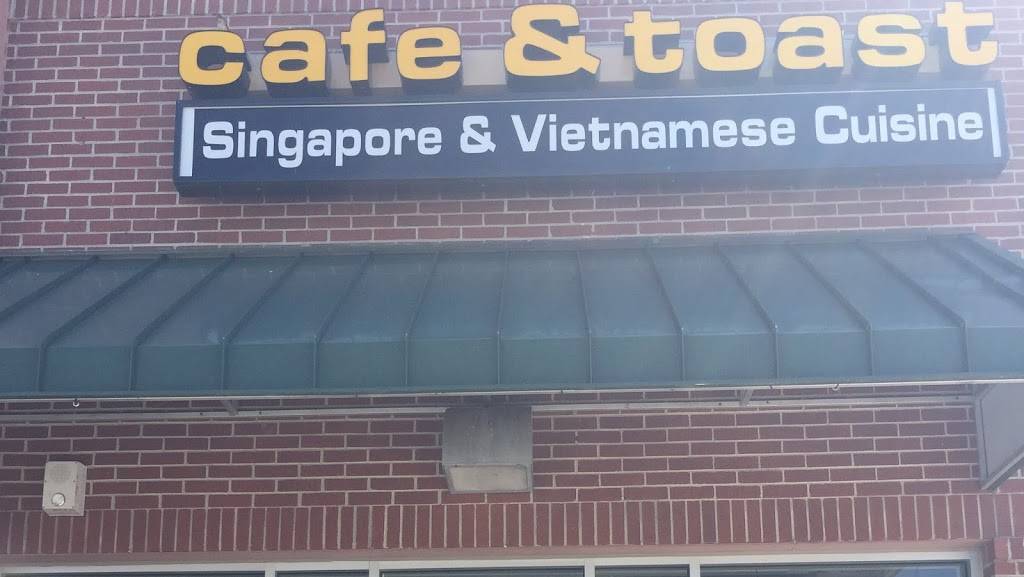 cafe & toast
Singapore & Vietnamese Cuisine